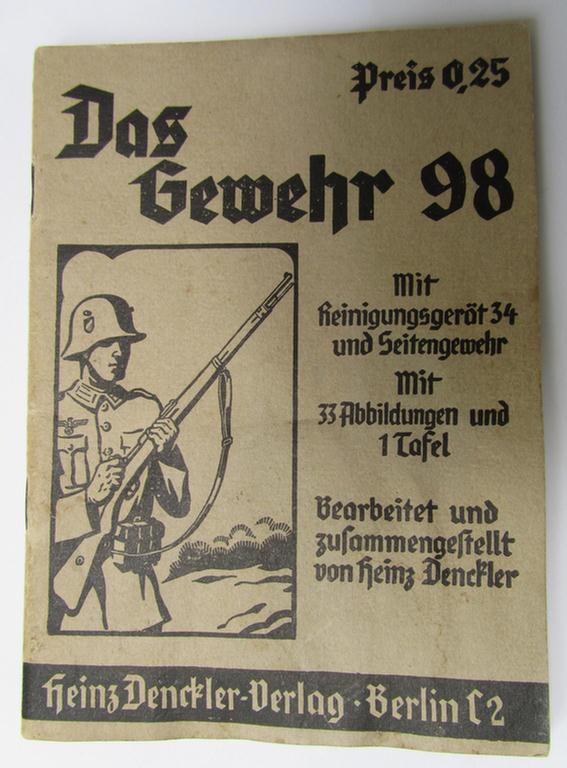 Preis 0,25
Das
Gewehr 98
Mit
Reinigungsgerät 34
und Seitengewehr
Mit
33 Abbildungen und
1 Tafel
Bearbeitet und
zusammengestellt
von Heinz Denckler
Heinz Denckler-Verlag · Berlin C2